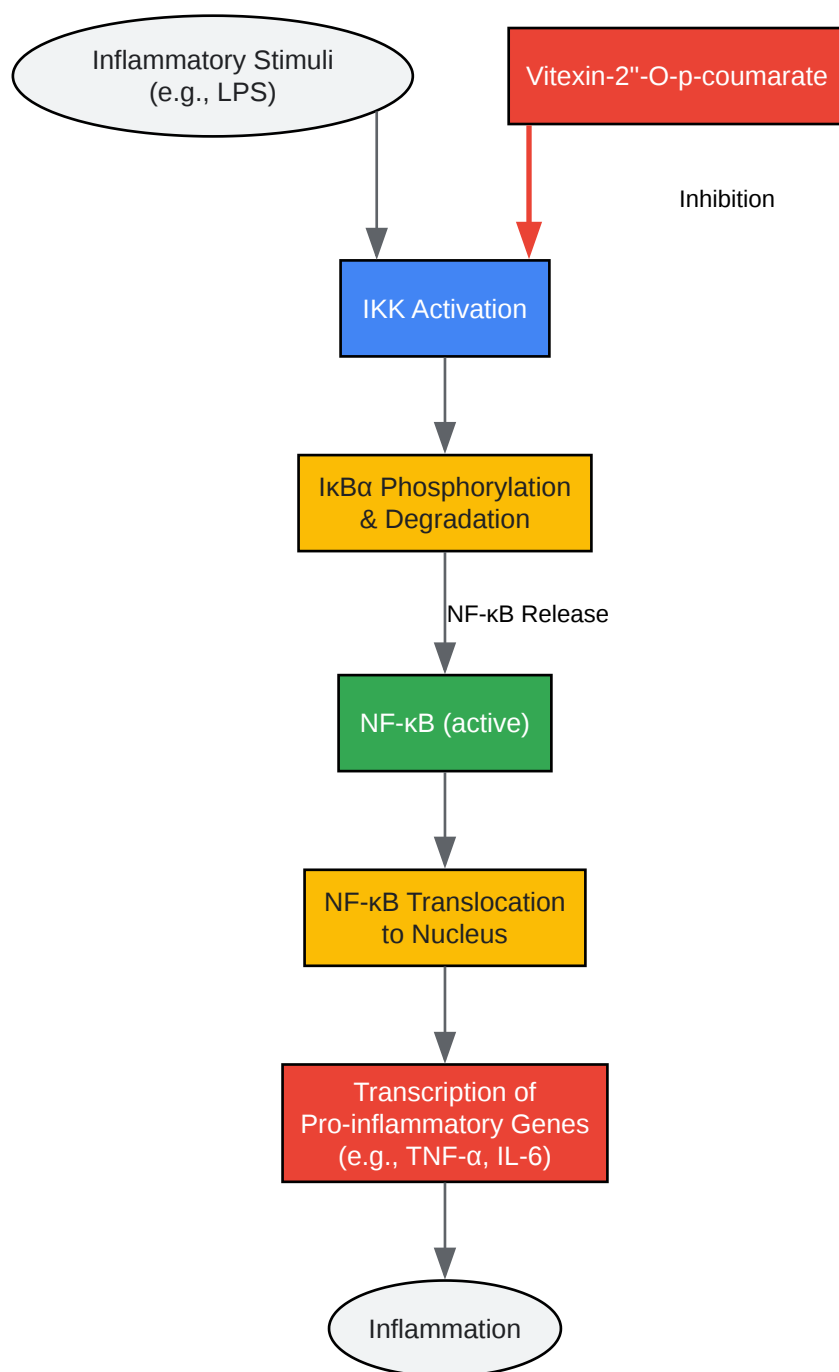 Inflammatory Stimuli
(e.g., LPS)
Vitexin-2"-O-p-coumarate
Inhibition
IKK Activation
IκBα Phosphorylation
& Degradation
NF-κB Release
NF-κB (active)
NF-κB Translocation
to Nucleus
Transcription of
Pro-inflammatory Genes
(e.g., TNF-α, IL-6)
Inflammation